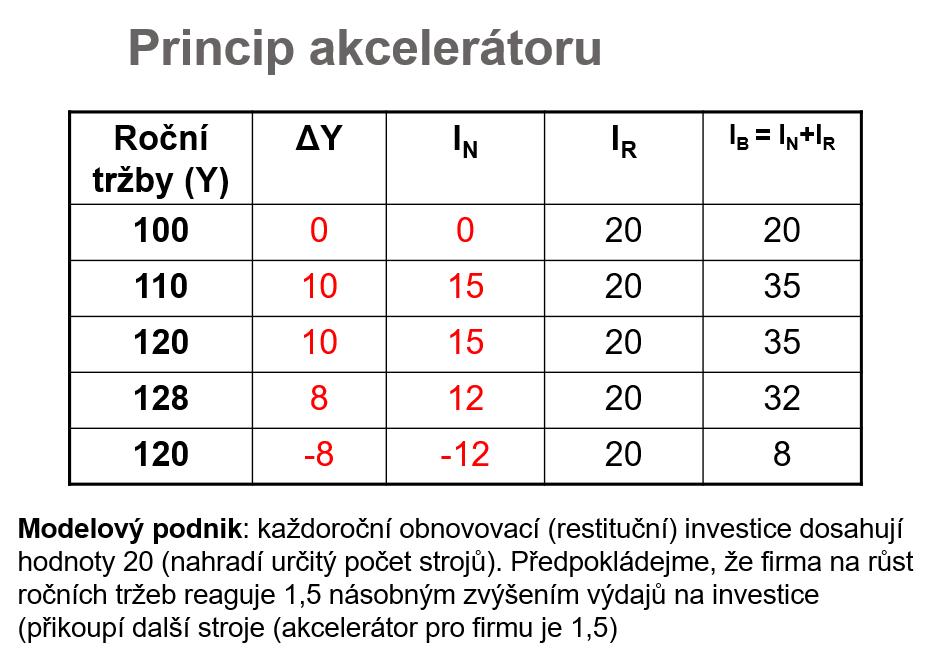 Princip akcelerátoru
Roční tržby (Y) ΔY I_N I_R I_B = I_N+I_R
100 0 0 20 20
110 10 15 20 35
120 10 15 20 35
128 8 12 20 32
120 -8 -12 20 8
Modelový podnik: každoroční obnovovací (restituční) investice dosahují
hodnoty 20 (nahradí určitý počet strojů). Předpokládejme, že firma na růst
ročních tržeb reaguje 1,5 násobným zvýšením výdajů na investice
(přikoupí další stroje (akcelerátor pro firmu je 1,5)